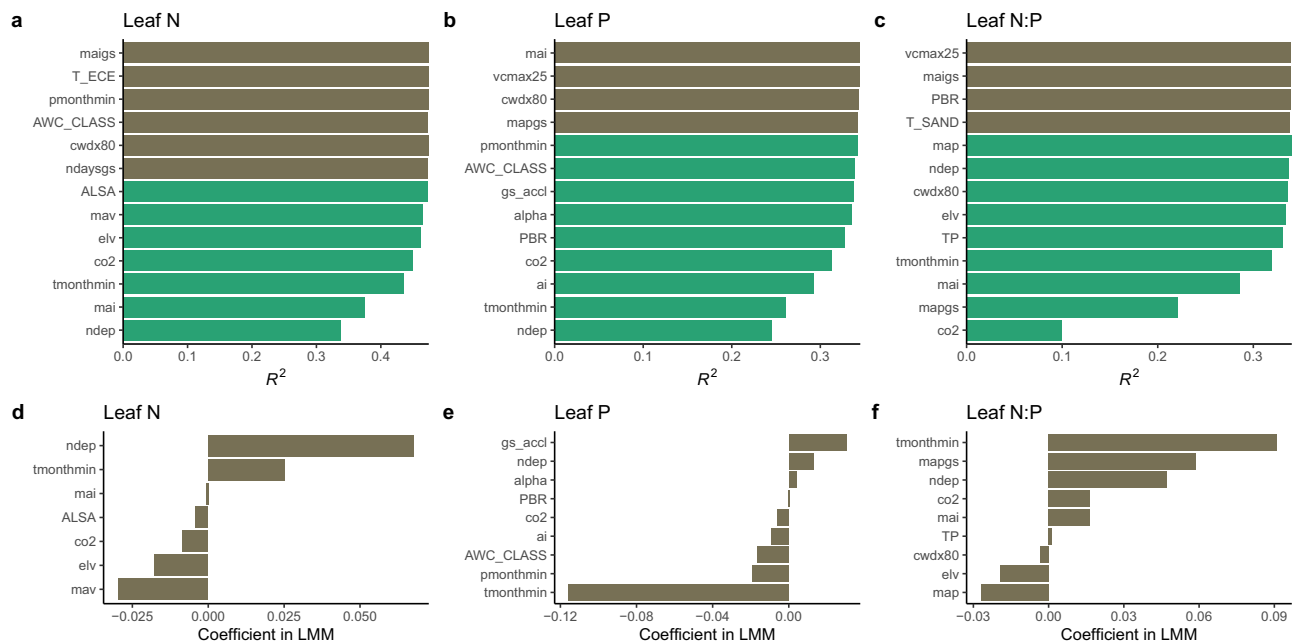 a Leaf N
maigs
T_ECE
pmonthmin
AWC_CLASS
cwdx80
ndaysgs
ALSA
mav
elv
co2
tmonthmin
mai
ndep
0.0 0.1 0.2 0.3 0.4
R²
b Leaf P
mai
vcmax25
cwdx80
mapgs
pmonthmin
AWC_CLASS
gs_accl
alpha
PBR
co2
ai
tmonthmin
ndep
0.0 0.1 0.2 0.3
R²
c Leaf N:P
vcmax25
maigs
PBR
T_SAND
map
ndep
cwdx80
elv
TP
tmonthmin
mai
mapgs
co2
0.0 0.1 0.2 0.3
R²
d Leaf N
ndep
tmonthmin
mai
ALSA
co2
elv
mav
−0.025 0.000 0.025 0.050
Coefficient in LMM
e Leaf P
gs_accl
ndep
alpha
PBR
co2
ai
AWC_CLASS
pmonthmin
tmonthmin
−0.12 −0.08 −0.04 0.00
Coefficient in LMM
f Leaf N:P
tmonthmin
mapgs
ndep
co2
mai
TP
cwdx80
elv
map
−0.03 0.00 0.03 0.06 0.09
Coefficient in LMM